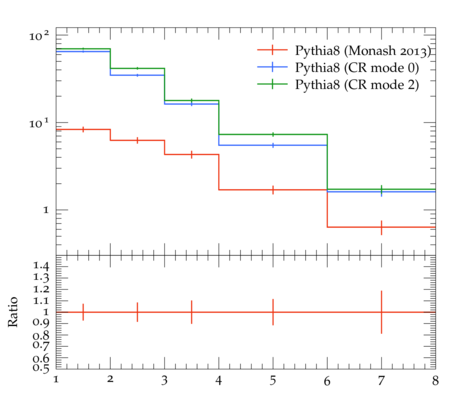 10²
Pythia8 (Monash 2013)
Pythia8 (CR mode 0)
Pythia8 (CR mode 2)
10¹
1
1.4
1.3
1.2
1.1
1
0.9
0.8
0.7
0.6
0.5
Ratio
1 2 3 4 5 6 7 8